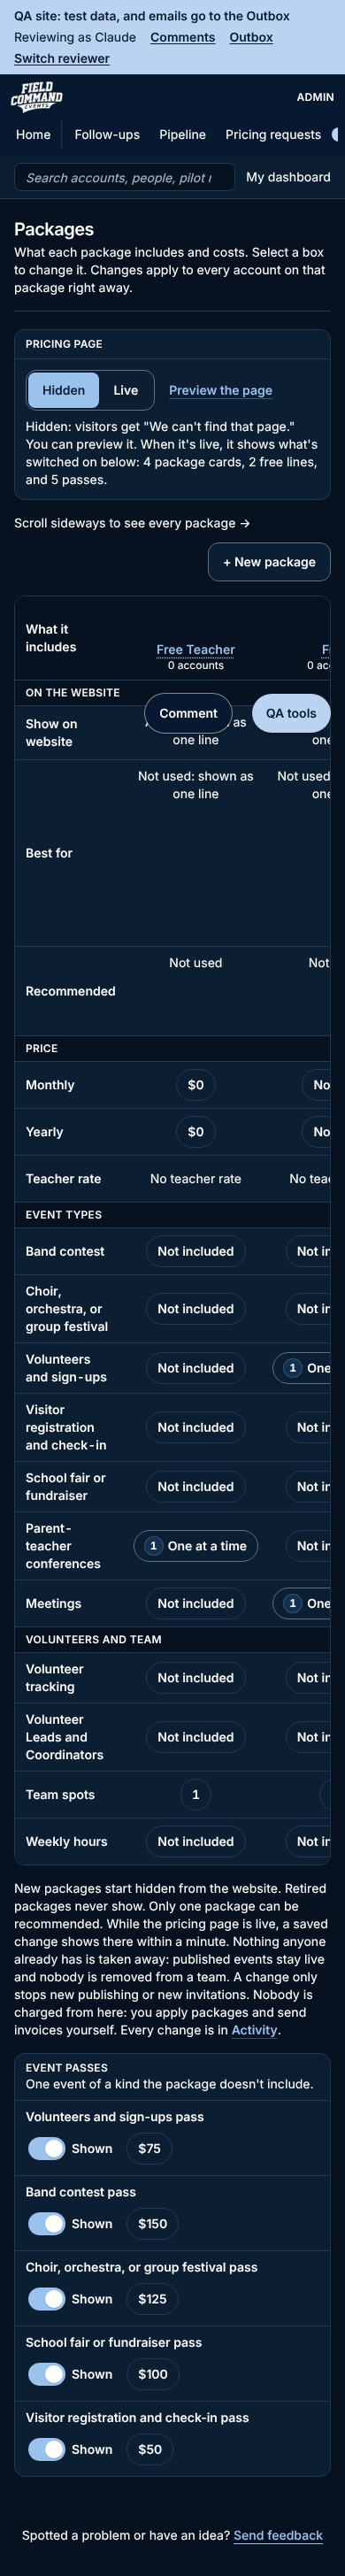 QA site: test data, and emails go to the Outbox
Reviewing as Claude Comments Outbox
Switch reviewer
FIELD
COMMAND
EVENTS
ADMIN
Home Follow-ups Pipeline Pricing requests
Search accounts, people, pilot r
My dashboard
Packages
What each package includes and costs. Select a box
to change it. Changes apply to every account on that
package right away.
PRICING PAGE
Hidden Live Preview the page
Hidden: visitors get "We can't find that page."
You can preview it. When it's live, it shows what's
switched on below: 4 package cards, 2 free lines,
and 5 passes.
Scroll sideways to see every package →
+ New package
What it
includes
Free Teacher
0 accounts
ON THE WEBSITE
Comment
QA tools
Show on
website
as
one line
Not used: shown as
one line
Not used
Best for
Not used
Not
Recommended
PRICE
Monthly $0 No
Yearly $0 No
Teacher rate No teacher rate
EVENT TYPES
Band contest Not included Not
Choir,
orchestra, or
group festival
Not included Not
Volunteers
and sign-ups
Not included 1 One
Visitor
registration
and check-in
Not included Not
School fair or
fundraiser
Not included Not
Parent-
teacher
conferences
1 One at a time Not
Meetings Not included 1 One
VOLUNTEERS AND TEAM
Volunteer
tracking
Not included Not
Volunteer
Leads and
Coordinators
Not included Not
Team spots 1
Weekly hours Not included Not
New packages start hidden from the website. Retired
packages never show. Only one package can be
recommended. While the pricing page is live, a saved
change shows there within a minute. Nothing anyone
already has is taken away: published events stay live
and nobody is removed from a team. A change only
stops new publishing or new invitations. Nobody is
charged from here: you apply packages and send
invoices yourself. Every change is in Activity.
EVENT PASSES
One event of a kind the package doesn't include.
Volunteers and sign-ups pass
Shown $75
Band contest pass
Shown $150
Choir, orchestra, or group festival pass
Shown $125
School fair or fundraiser pass
Shown $100
Visitor registration and check-in pass
Shown $50
Spotted a problem or have an idea? Send feedback